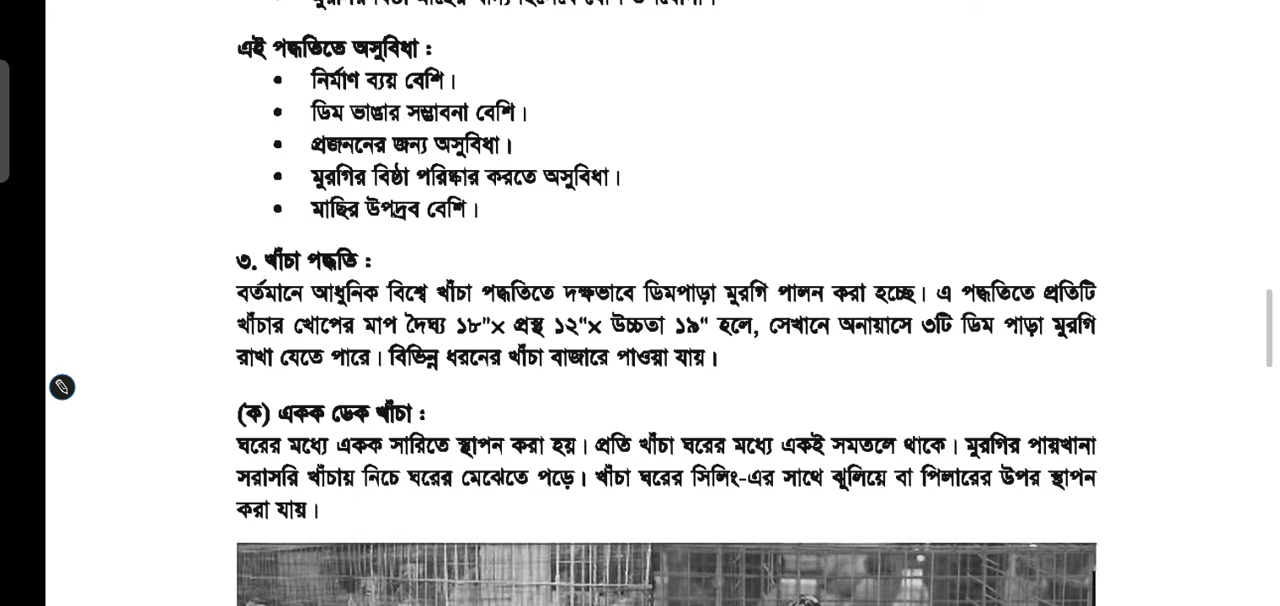 মুরগির বিষ্ঠা মাছের খাদ্য হিসেবে বেশি উপযোগী।
এই পদ্ধতিতে অসুবিধা :
• নির্মাণ ব্যয় বেশি।
• ডিম ভাঙার সম্ভাবনা বেশি।
• প্রজননের জন্য অসুবিধা।
• মুরগির বিষ্ঠা পরিষ্কার করতে অসুবিধা।
• মাছির উপদ্রব বেশি।
৩. খাঁচা পদ্ধতি :
বর্তমানে আধুনিক বিশ্বে খাঁচা পদ্ধতিতে দক্ষভাবে ডিমপাড়া মুরগি পালন করা হচ্ছে। এ পদ্ধতিতে প্রতিটি
খাঁচার খোপের মাপ দৈঘ্য ১৮"× প্রস্থ ১২"× উচ্চতা ১৯" হলে, সেখানে অনায়াসে ৩টি ডিম পাড়া মুরগি
রাখা যেতে পারে। বিভিন্ন ধরনের খাঁচা বাজারে পাওয়া যায়।
(ক) একক ডেক খাঁচা :
ঘরের মধ্যে একক সারিতে স্থাপন করা হয়। প্রতি খাঁচা ঘরের মধ্যে একই সমতলে থাকে। মুরগির পায়খানা
সরাসরি খাঁচায় নিচে ঘরের মেঝেতে পড়ে। খাঁচা ঘরের সিলিং-এর সাথে ঝুলিয়ে বা পিলারের উপর স্থাপন
করা যায়।